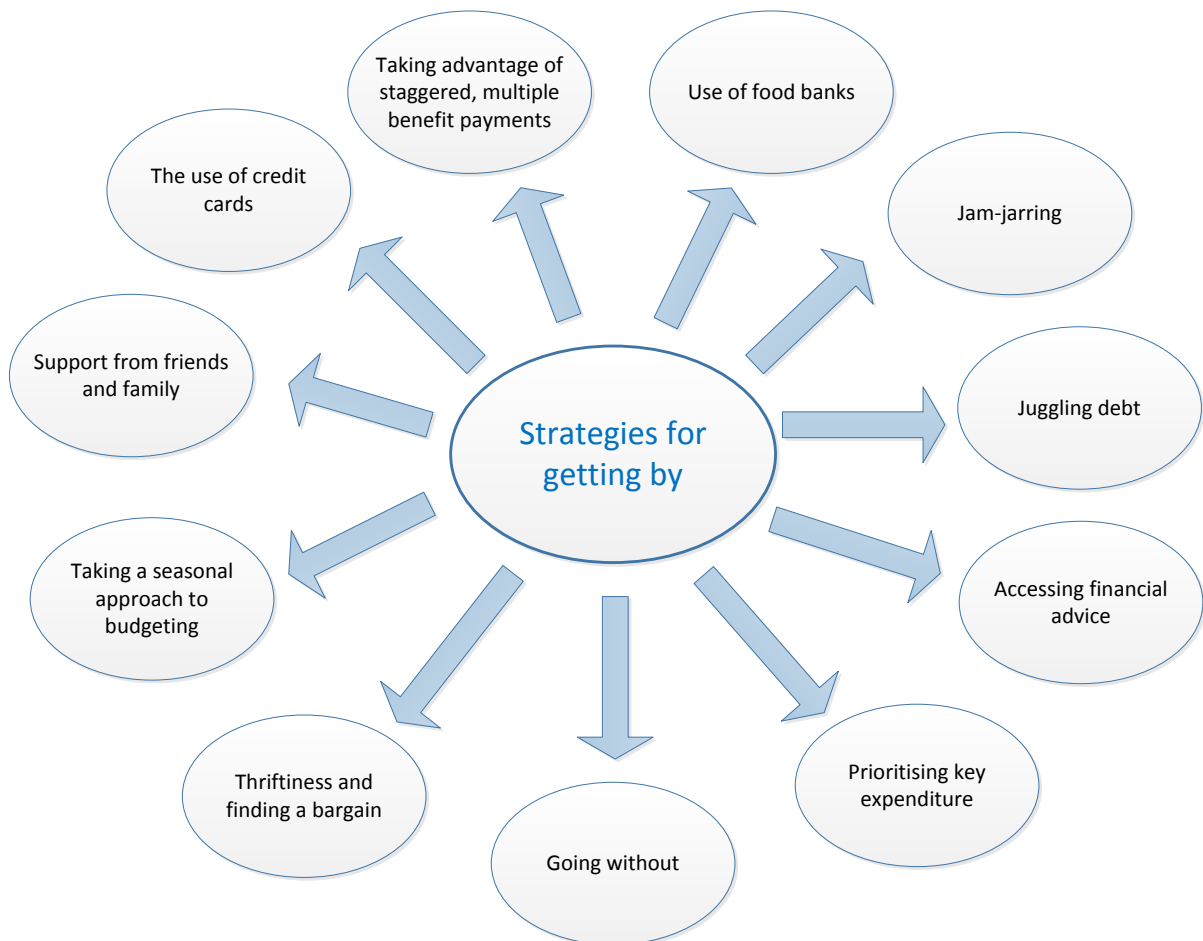 Taking advantage of
staggered, multiple
benefit payments
Use of food banks
The use of credit
cards
Jam-jarring
Support from friends
and family
Juggling debt
Strategies for
getting by
Taking a seasonal
approach to
budgeting
Accessing financial
advice
Thriftiness and
finding a bargain
Prioritising key
expenditure
Going without